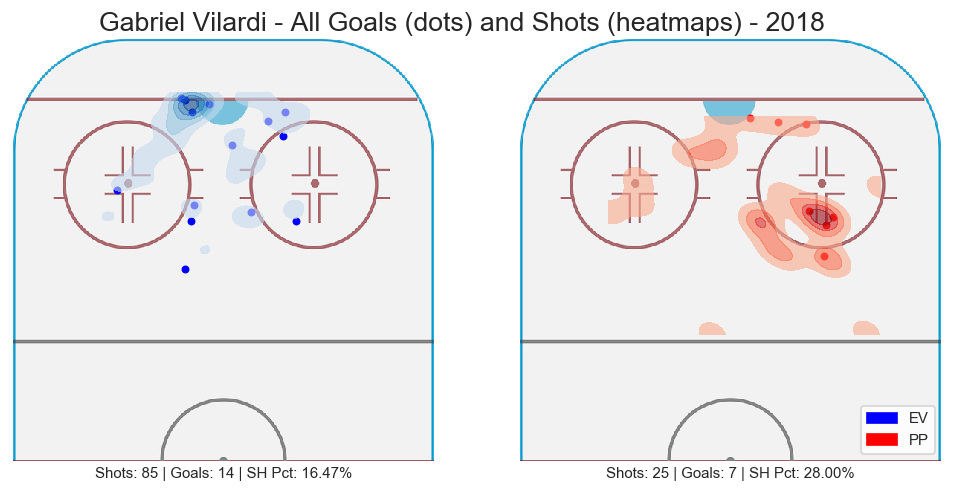 Gabriel Vilardi - All Goals (dots) and Shots (heatmaps) - 2018
EV
PP
Shots: 85 | Goals: 14 | SH Pct: 16.47%
Shots: 25 | Goals: 7 | SH Pct: 28.00%